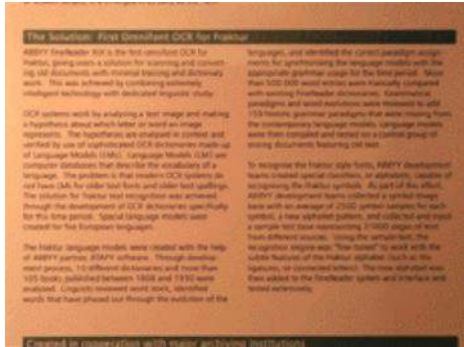 The Solution: First Omnifont OCR for Fraktur
ABBYY FineReader XIX is the first omnifont OCR for
Fraktur, giving users a solution for scanning and convert-
ing old documents with minimal training and dictionary
work. This was achieved by combining extremely
intelligent technology with dedicated linguistic study.
OCR systems work by analysing a text image and making
a hypothesis about which letter or word an image
represents. The hypotheses are analysed in context and
verified by use of sophisticated OCR dictionaries made up
of Language Models (LMs). Language Models (LM) are
computer databases that describe the vocabulary of a
language. The problem is that modern OCR systems do
not have LMs for older text fonts and older text spellings.
The solution for Fraktur text recognition was achieved
through the development of OCR dictionaries specifically
for this time period. Special language models were
created for five European languages.
The Fraktur language models were created with the help
of ABBYY partner, ATAPY software. Through develop-
ment process, 10 different dictionaries and more than
105 books published between 1808 and 1930 were
analysed. Linguists reviewed word stock, identified
words that have phased out through the evolution of the
languages, and identified the correct paradigm assign-
ments for synchronising the language models with the
appropriate grammar usage for the time period. More
than 500 000 word entries were manually compared
with existing FineReader dictionaries. Grammatical
paradigms and word evolutions were reviewed to add
159 historic grammar paradigms that were missing from
the contemporary language models. Language models
were then compiled and tested on a control group of
existing documents featuring old text.
To recognise the Fraktur style fonts, ABBYY development
teams created special classifiers, or alphabets, capable of
recognising the Fraktur symbols. As part of this effort,
ABBYY development teams collected a symbol image
base with an average of 2500 symbol samples for each
symbol, a new alphabet pattern, and collected and input
a sample text base representing pages of text
from different sources. Using the sample text, the
recognition engine was "fine tuned" to work with the
subtle features of the Fraktur alphabet (such as the
ligatures, or connected letters). The new alphabet was
then added to the FineReader system and interface and
tested extensively.
Created in cooperation with major archiving institutions